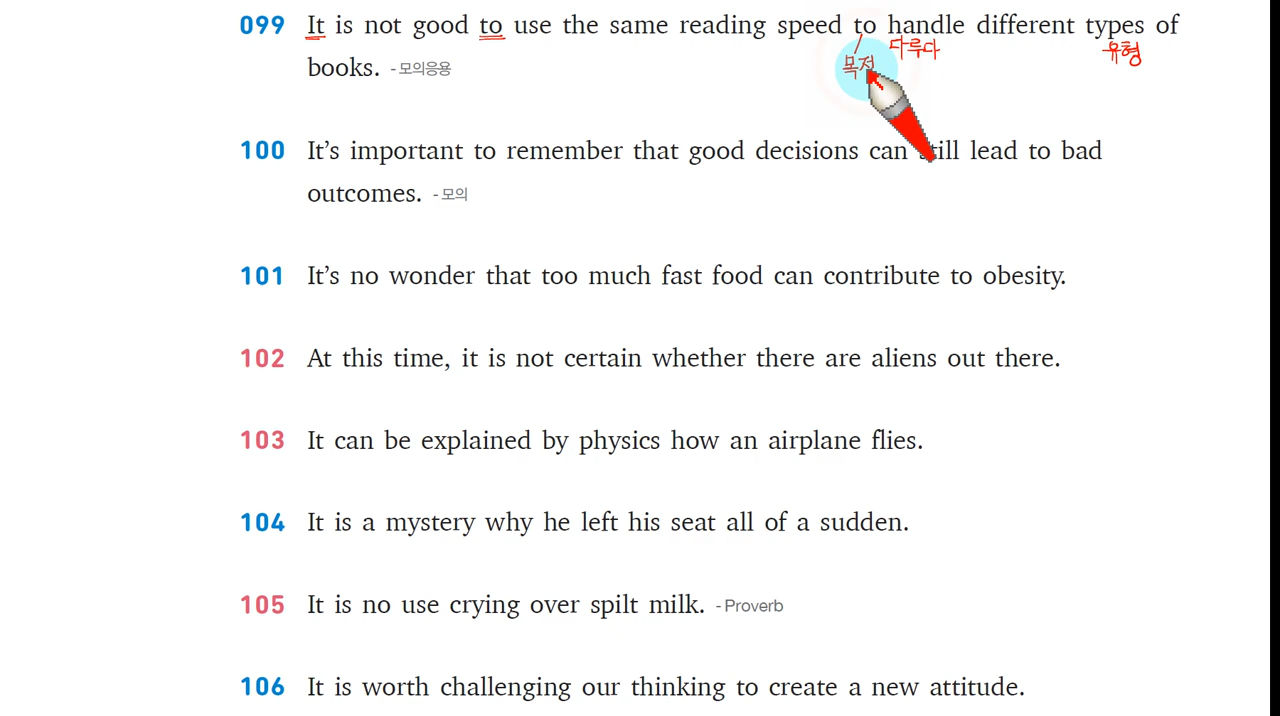 099 It is not good to use the same reading speed to handle different types of
목적 다루다 유형
books. - 모의응용
100 It's important to remember that good decisions can still lead to bad
outcomes. - 모의
101 It's no wonder that too much fast food can contribute to obesity.
102 At this time, it is not certain whether there are aliens out there.
103 It can be explained by physics how an airplane flies.
104 It is a mystery why he left his seat all of a sudden.
105 It is no use crying over spilt milk. - Proverb
106 It is worth challenging our thinking to create a new attitude.